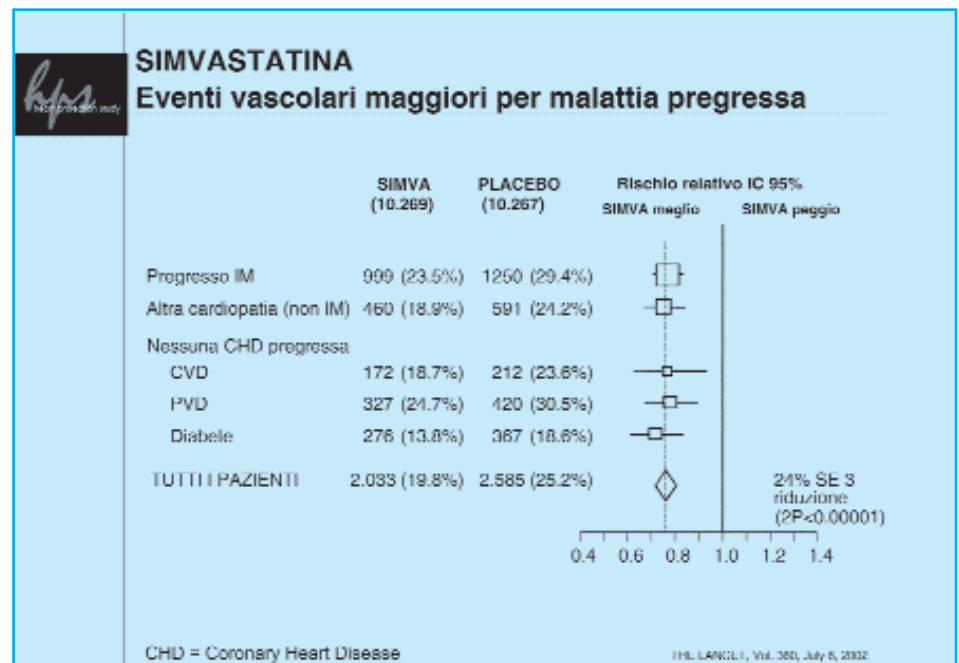 hps
heart protection study
SIMVASTATINA
Eventi vascolari maggiori per malattia pregressa
SIMVA PLACEBO Rischio relativo IC 95%
(10.269) (10.267) SIMVA meglio SIMVA peggio
Pregresso IM 999 (23.5%) 1250 (29.4%)
Altra cardiopatia (non IM) 460 (18.9%) 591 (24.2%)
Nessuna CHD pregressa
CVD 172 (18.7%) 212 (23.6%)
PVD 327 (24.7%) 420 (30.5%)
Diabete 276 (13.8%) 367 (18.6%)
TUTTI I PAZIENTI 2.033 (19.8%) 2.585 (25.2%) 24% SE 3
riduzione
(2P<0.00001)
0.4 0.6 0.8 1.0 1.2 1.4
CHD = Coronary Heart Disease
THE LANCET, Vol. 360, July 6, 2002